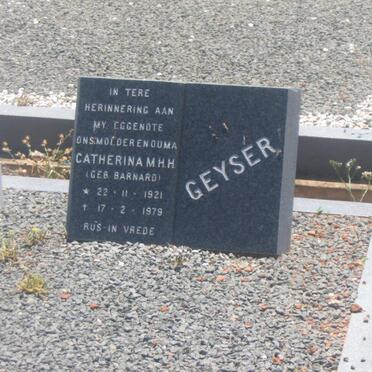 IN TERE
HERINNERING AAN
MY EGGENOTE
ONS MOEDER EN OUMA
CATHERINA M.H.H.
(GEB. BARNARD)
* 22 - 11 - 1921
† 17 - 2 - 1979
RUS IN VREDE
GEYSER